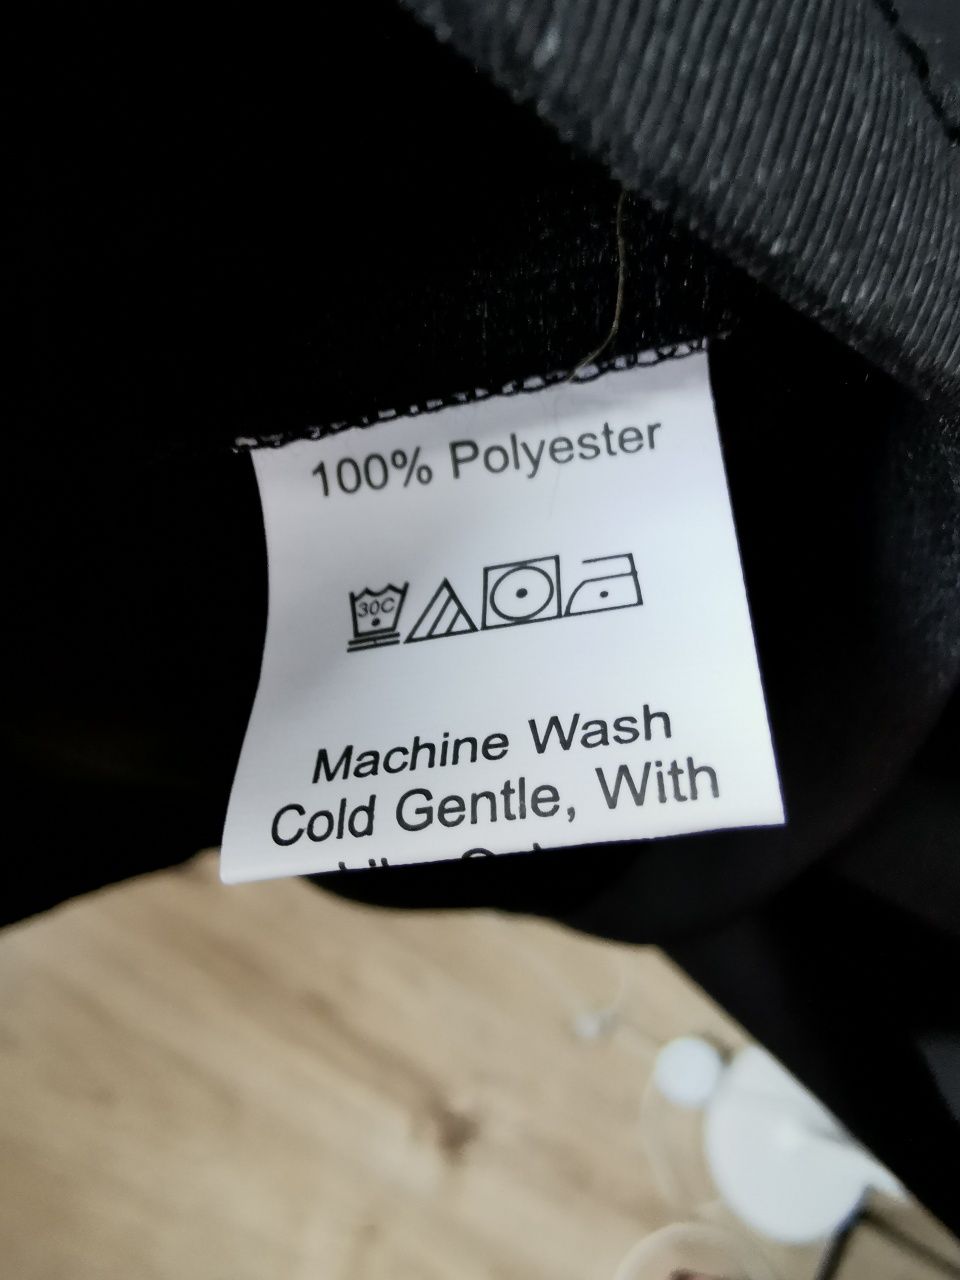 100% Polyester
30C
Machine Wash
Cold Gentle, With